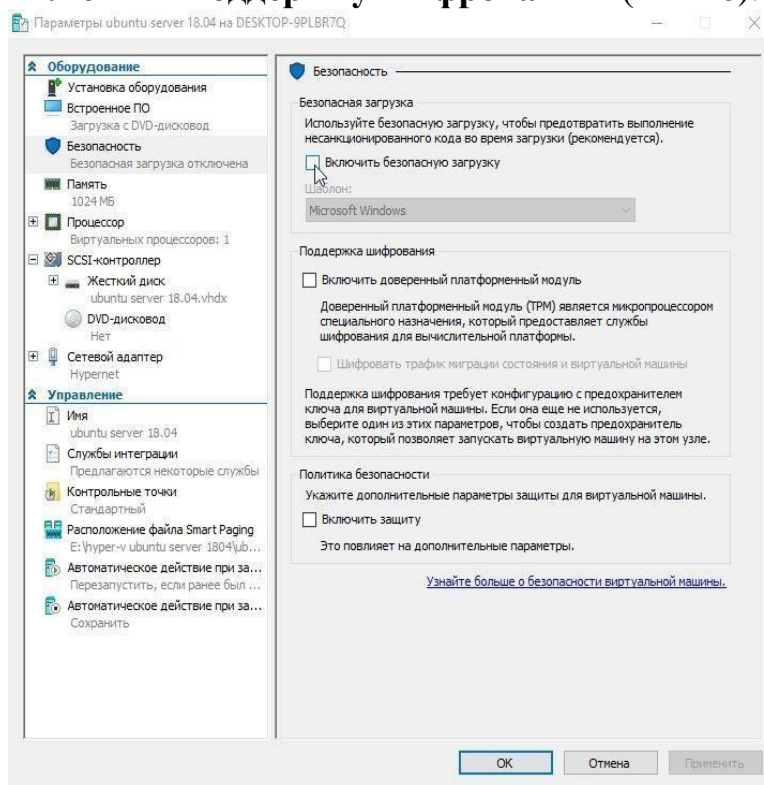 Параметры ubuntu server 18.04 на DESKTOP-9PLBR7Q
Оборудование
Установка оборудования
Встроенное ПО
Загрузка с DVD-дисковод
Безопасность
Безопасная загрузка отключена
Память
1024 МБ
Процессор
Виртуальных процессоров: 1
SCSI-контроллер
Жесткий диск
ubuntu server 18.04.vhdx
DVD-дисковод
Нет
Сетевой адаптер
Hypernet
Управление
Имя
ubuntu server 18.04
Службы интеграции
Предлагаются некоторые службы
Контрольные точки
Стандартный
Расположение файла Smart Paging
E:\hyper-v ubuntu server 1804\ub...
Автоматическое действие при за...
Перезапустить, если ранее был ...
Автоматическое действие при за...
Сохранить
Безопасность
Безопасная загрузка
Используйте безопасную загрузку, чтобы предотвратить выполнение
несанкционированного кода во время загрузки (рекомендуется).
Включить безопасную загрузку
Шаблон:
Microsoft Windows
Поддержка шифрования
Включить доверенный платформенный модуль
Доверенный платформенный модуль (TPM) является микропроцессором
специального назначения, который предоставляет службы
шифрования для вычислительной платформы.
Шифровать трафик миграции состояния и виртуальной машины
Поддержка шифрования требует конфигурацию с предохранителем
ключа для виртуальной машины. Если она еще не используется,
выберите один из этих параметров, чтобы создать предохранитель
ключа, который позволяет запускать виртуальную машину на этом узле.
Политика безопасности
Укажите дополнительные параметры защиты для виртуальной машины.
Включить защиту
Это повлияет на дополнительные параметры.
Узнайте больше о безопасности виртуальной машины.
ОК
Отмена
Применить